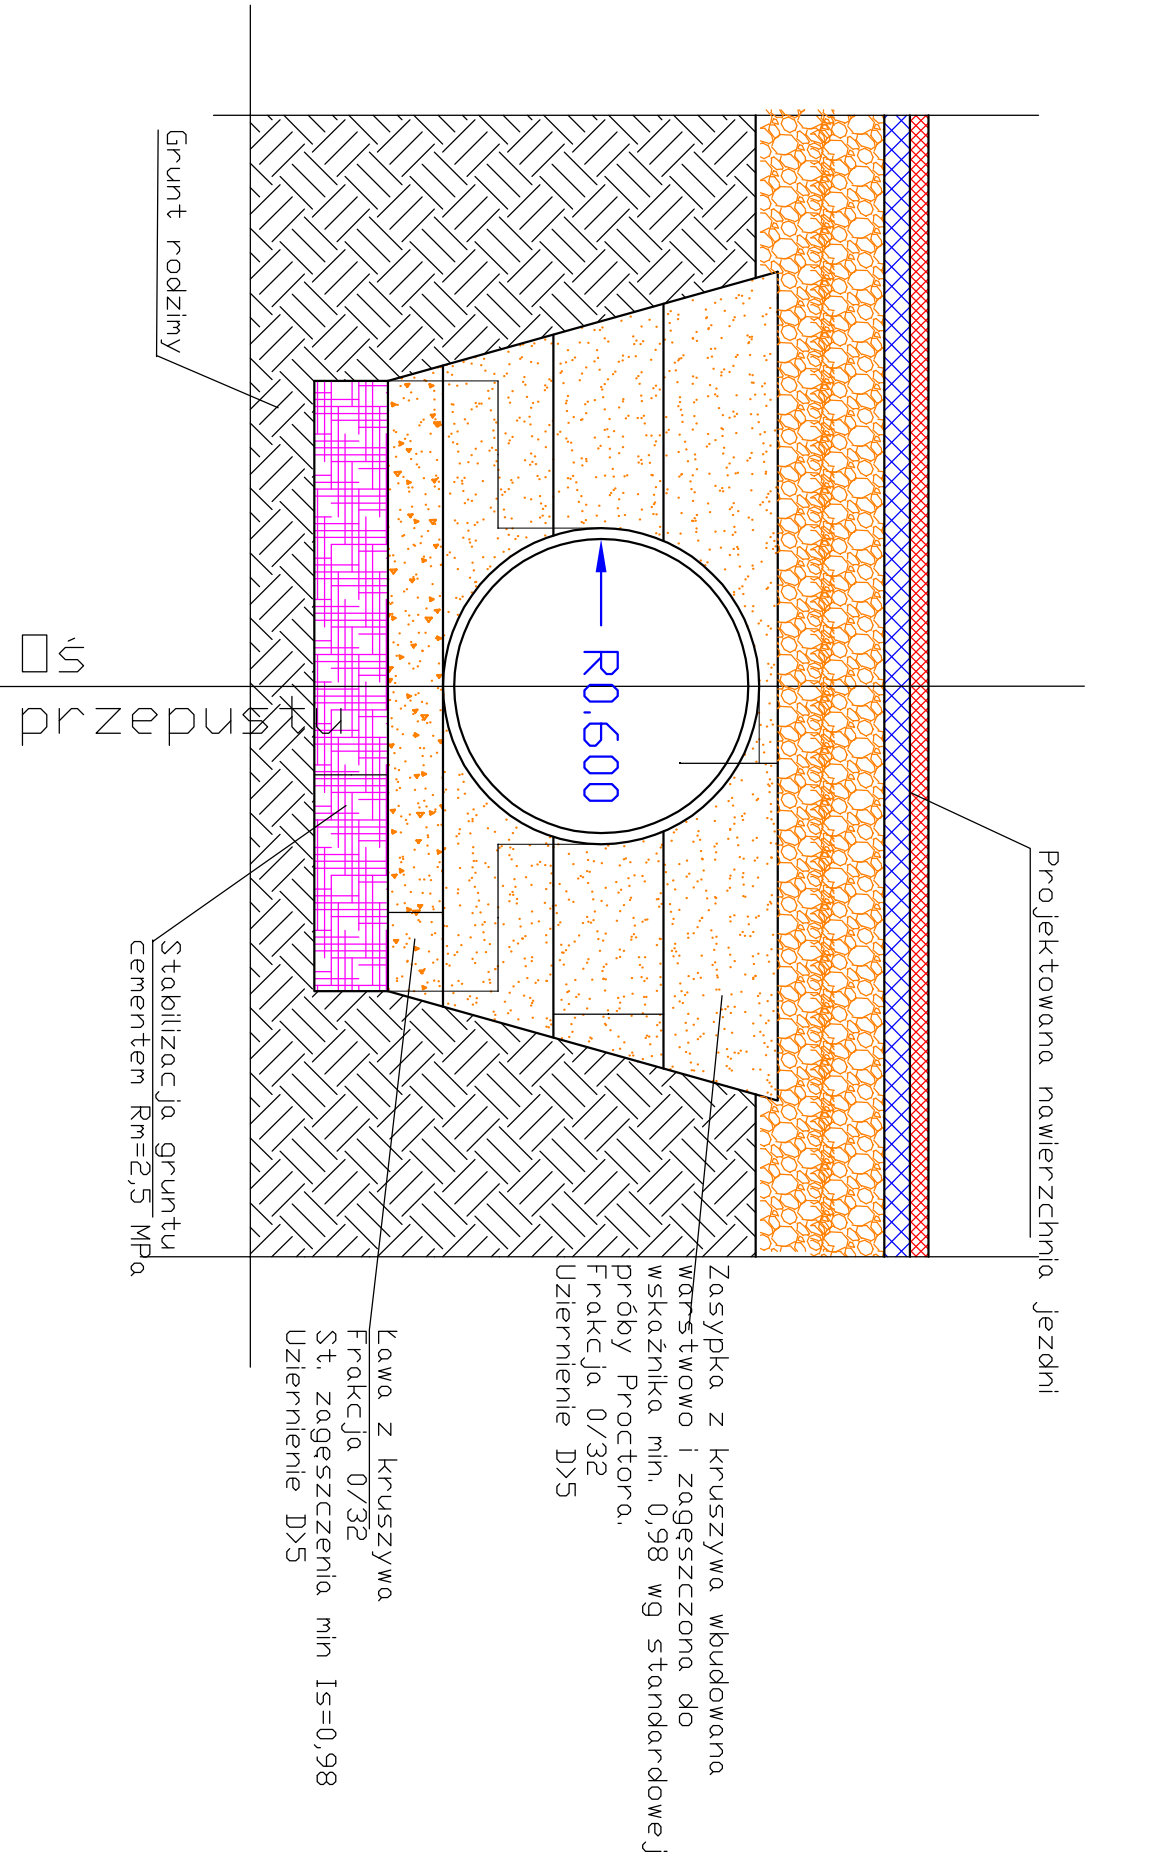 Projektowana nawierzchnia jezdni
Zasypka z kruszywa wbudowana
warstwowo i zagęszczona do
wskaźnika min. 0,98 wg standardowej
próby Proctora.
Frakcja 0/32
Uziernienie D>5
R0.600
Ława z kruszywa
Frakcja 0/32
St. zagęszczenia min Is=0,98
Uziernienie D>5
Grunt rodzimy
Stabilizacja gruntu
cementem Rm=2,5 MPa
Oś
przepustu